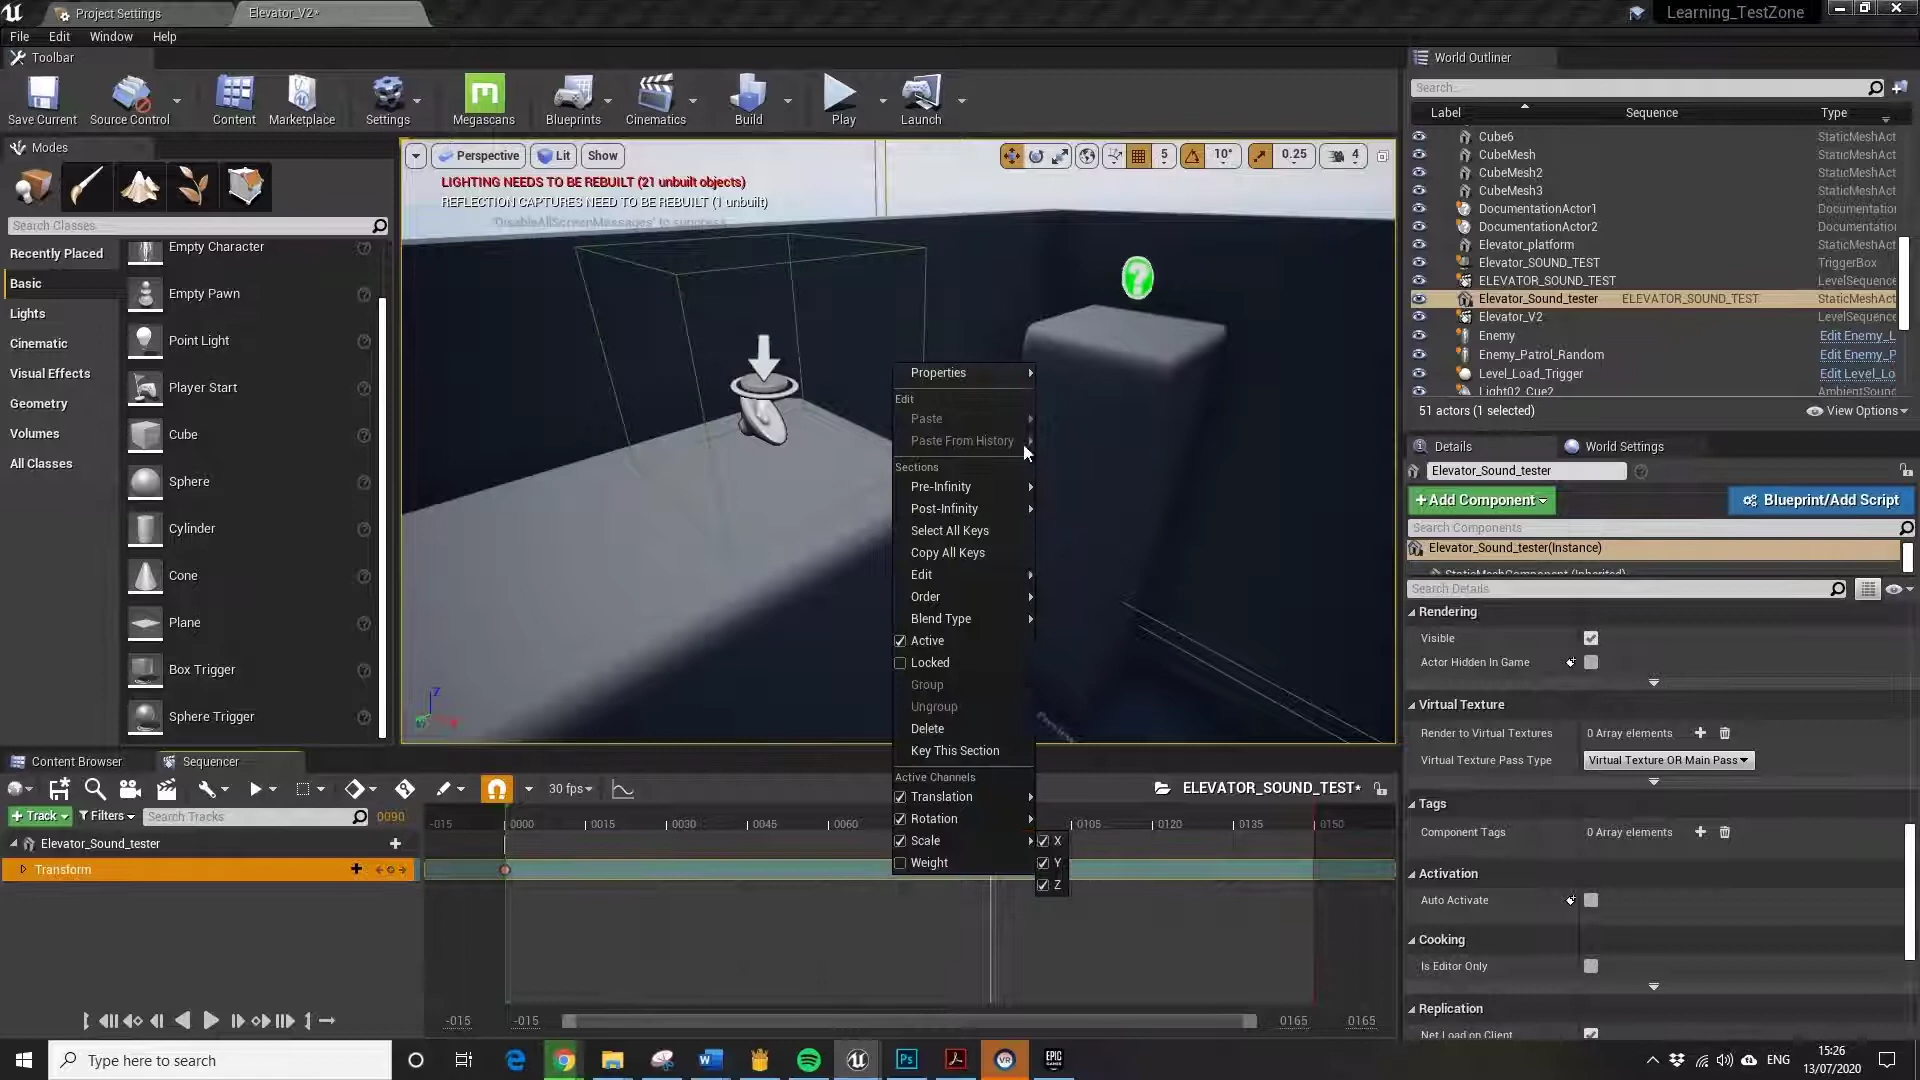 Project Settings
Elevator_V2*
Learning_TestZone
File
Edit
Window
Help
Toolbar
Save Current
Source Control
Content
Marketplace
Settings
Megascans
Blueprints
Cinematics
Build
Play
Launch
Modes
Search Classes
Recently Placed
Basic
Lights
Cinematic
Visual Effects
Geometry
Volumes
All Classes
Empty Character
Empty Pawn
Point Light
Player Start
Cube
Sphere
Cylinder
Cone
Plane
Box Trigger
Sphere Trigger
Perspective
Lit
Show
5
10°
0.25
4
LIGHTING NEEDS TO BE REBUILT (21 unbuilt objects)
REFLECTION CAPTURES NEED TO BE REBUILT (1 unbuilt)
'DisableAllScreenMessages' to suppress
Z
Properties
Edit
Paste
Paste From History
Sections
Pre-Infinity
Post-Infinity
Select All Keys
Copy All Keys
Edit
Order
Blend Type
Active
Locked
Group
Ungroup
Delete
Key This Section
Active Channels
Translation
Rotation
Scale
Weight
X
Y
Z
World Outliner
Search...
Label Sequence Type
Cube6 StaticMeshAct
CubeMesh StaticMeshAct
CubeMesh2 StaticMeshAct
CubeMesh3 StaticMeshAct
DocumentationActor1 Documentation
DocumentationActor2 Documentation
Elevator_platform StaticMeshAct
Elevator_SOUND_TEST TriggerBox
ELEVATOR_SOUND_TEST LevelSequence
Elevator_Sound_tester ELEVATOR_SOUND_TEST StaticMeshAct
Elevator_V2 LevelSequence
Enemy Edit Enemy_L
Enemy_Patrol_Random Edit Enemy_P
Level_Load_Trigger Edit Level_Lo
Light02_Cue2 AmbientSound
51 actors (1 selected)
View Options
Details
World Settings
Elevator_Sound_tester
+Add Component
Blueprint/Add Script
Search Components
Elevator_Sound_tester(Instance)
StaticMeshComponent (Inherited)
Search Details
Rendering
Visible
Actor Hidden In Game
Virtual Texture
Render to Virtual Textures 0 Array elements
Virtual Texture Pass Type Virtual Texture OR Main Pass
Tags
Component Tags 0 Array elements
Activation
Auto Activate
Cooking
Is Editor Only
Replication
Net Load on Client
Content Browser
Sequencer
30 fps
ELEVATOR_SOUND_TEST*
+ Track
Filters
Search Tracks
0090
-015 0000 0015 0030 0045 0060 0105 0120 0135 0150
Elevator_Sound_tester
Transform
-015 -015 0165 0165
Type here to search
ENG
15:26
13/07/2020